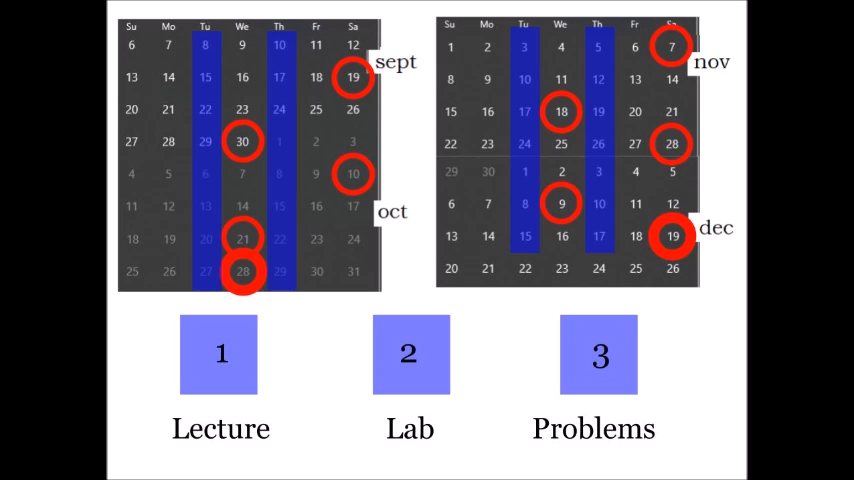 Su Mo Tu We Th Fr Sa
6 7 8 9 10 11 12
sept
13 14 15 16 17 18 19
20 21 22 23 24 25 26
27 28 29 30 1 2 3
4 5 6 7 8 9 10
11 12 13 14 15 16 17
oct
18 19 20 21 22 23 24
25 26 27 28 29 30 31
Su Mo Tu We Th Fr Sa
1 2 3 4 5 6 7
nov
8 9 10 11 12 13 14
15 16 17 18 19 20 21
22 23 24 25 26 27 28
29 30 1 2 3 4 5
6 7 8 9 10 11 12
dec
13 14 15 16 17 18 19
20 21 22 23 24 25 26
1 2 3
Lecture Lab Problems